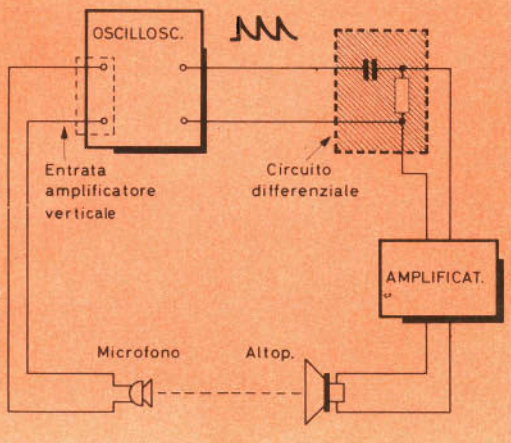 OSCILLOSC.
Entrata
amplificatore
verticale
Circuito
differenziale
AMPLIFICAT.
Microfono
Altop.